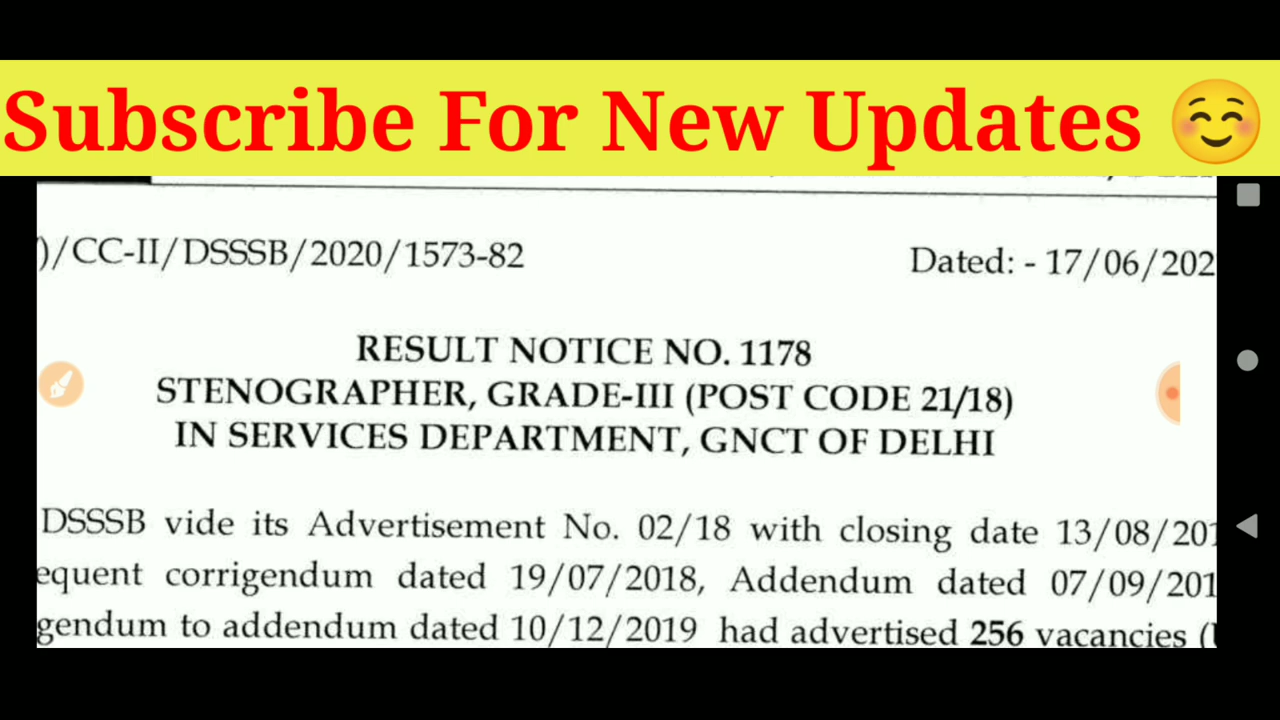 Subscribe For New Updates ☺️
)/CC-II/DSSSB/2020/1573-82 Dated: - 17/06/202
RESULT NOTICE NO. 1178
STENOGRAPHER, GRADE-III (POST CODE 21/18)
IN SERVICES DEPARTMENT, GNCT OF DELHI
DSSSB vide its Advertisement No. 02/18 with closing date 13/08/201
equent corrigendum dated 19/07/2018, Addendum dated 07/09/201
gendum to addendum dated 10/12/2019 had advertised 256 vacancies (